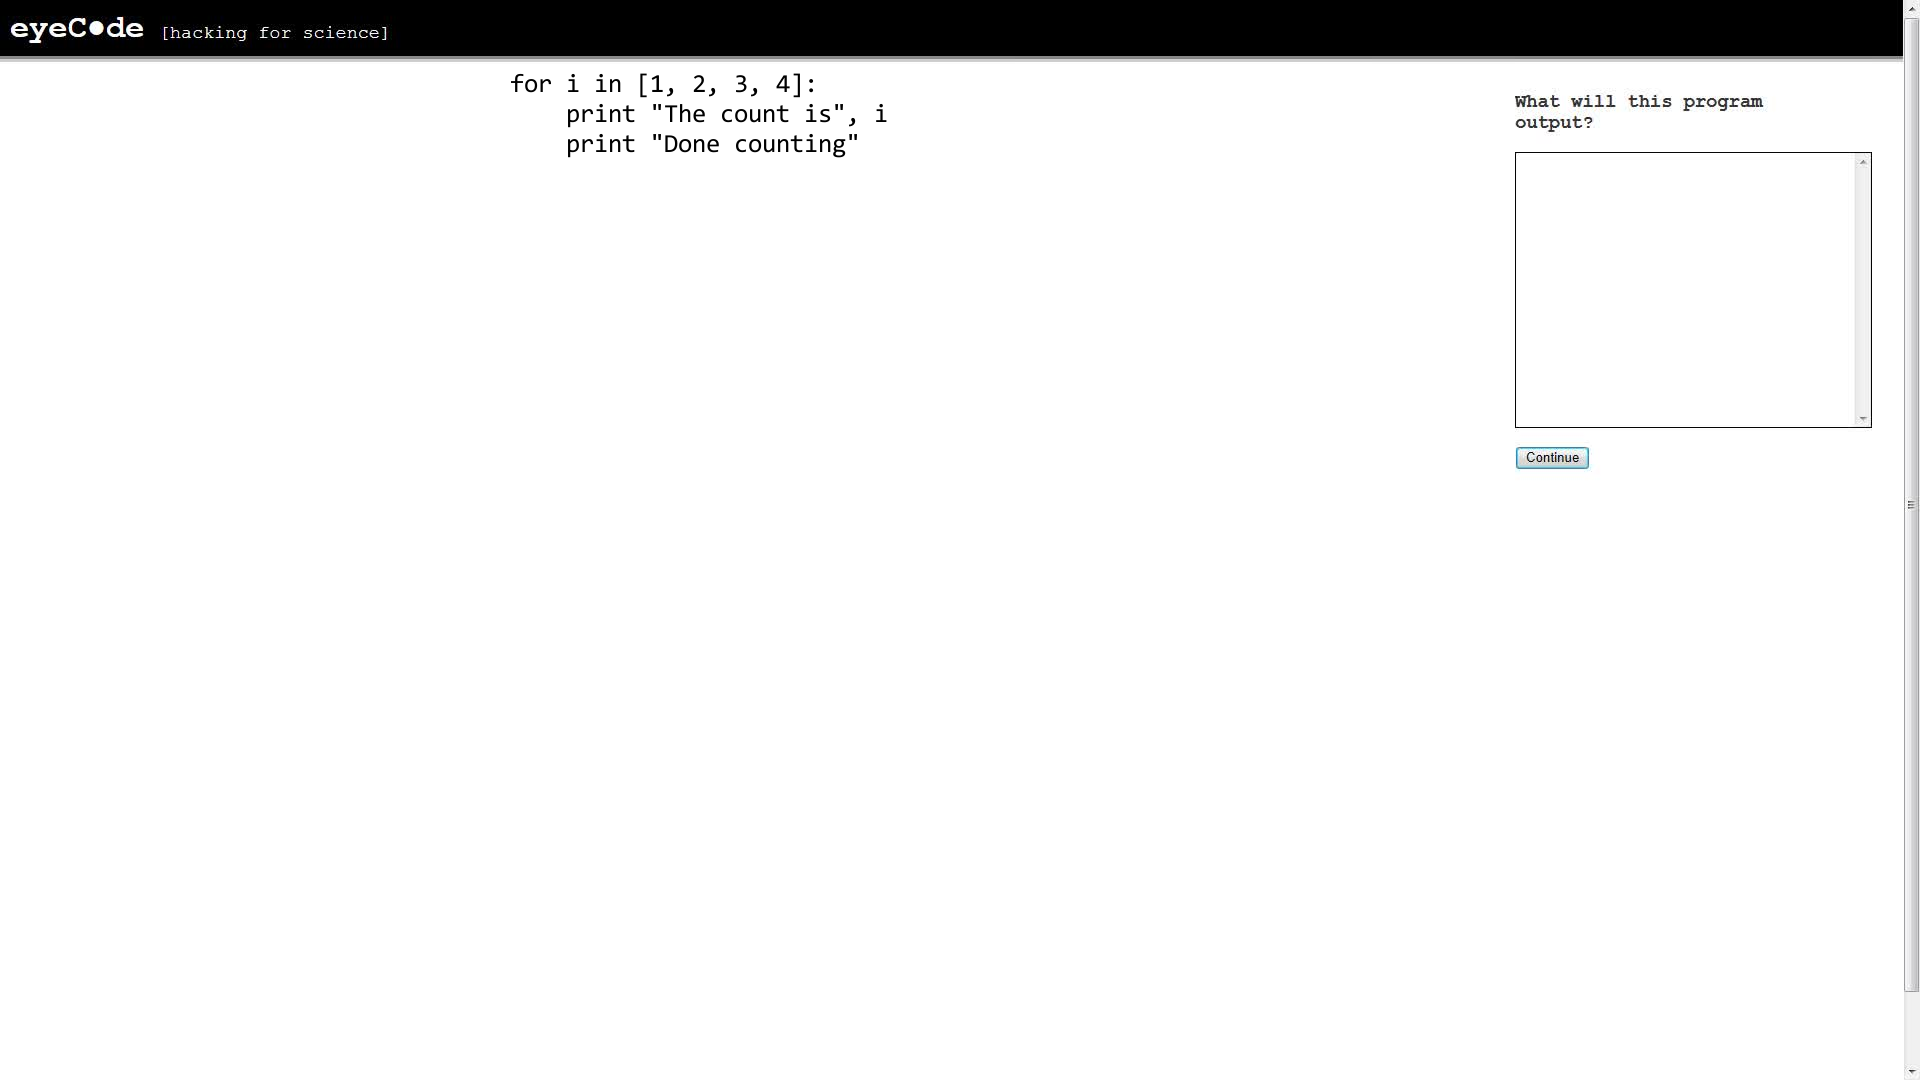 eyeC●de [hacking for science]
for i in [1, 2, 3, 4]:
    print "The count is", i
    print "Done counting"
What will this program
output?
Continue